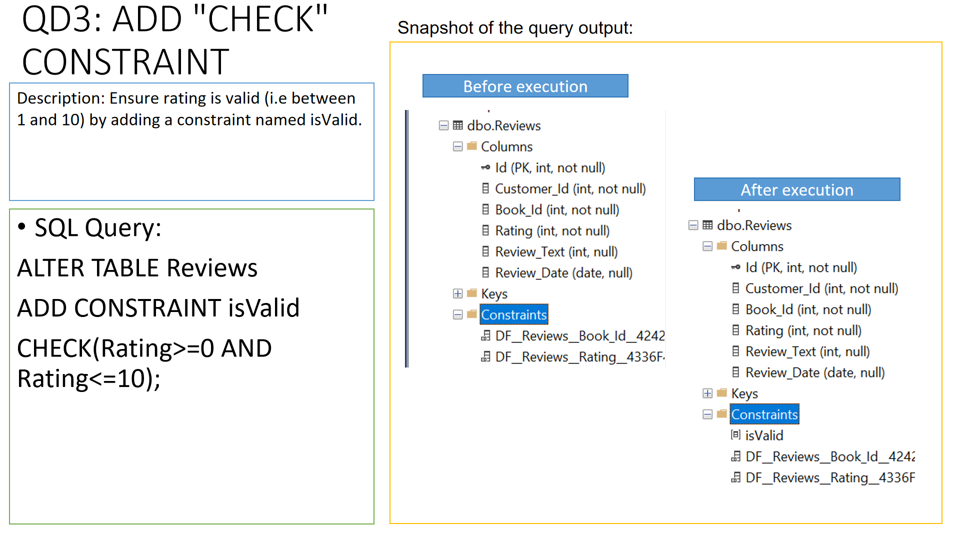 QD3: ADD "CHECK"
CONSTRAINT
Description: Ensure rating is valid (i.e between
1 and 10) by adding a constraint named isValid.
• SQL Query:
ALTER TABLE Reviews
ADD CONSTRAINT isValid
CHECK(Rating>=0 AND
Rating<=10);
Snapshot of the query output:
Before execution
dbo.Reviews
Columns
Id (PK, int, not null)
Customer_Id (int, not null)
Book_Id (int, not null)
Rating (int, not null)
Review_Text (int, null)
Review_Date (date, null)
Keys
Constraints
DF__Reviews__Book_Id__4242
DF__Reviews__Rating__4336F
After execution
dbo.Reviews
Columns
Id (PK, int, not null)
Customer_Id (int, not null)
Book_Id (int, not null)
Rating (int, not null)
Review_Text (int, null)
Review_Date (date, null)
Keys
Constraints
isValid
DF__Reviews__Book_Id__4242
DF__Reviews__Rating__4336F